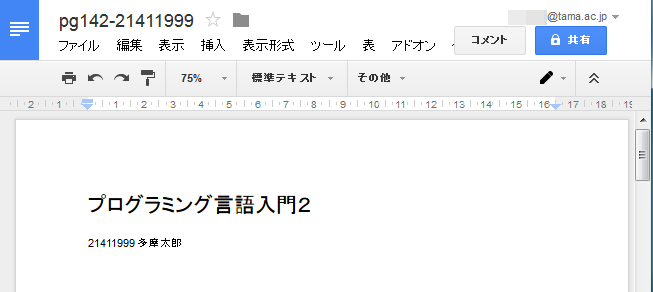 pg142-21411999
@tama.ac.jp
ファイル 編集 表示 挿入 表示形式 ツール 表 アドオン
コメント
共有
75% 標準テキスト その他
2 1 1 2 3 4 5 6 7 8 9 10 11 12 13 14 15 16 17 18 19
プログラミング言語入門２
21411999 多摩太郎